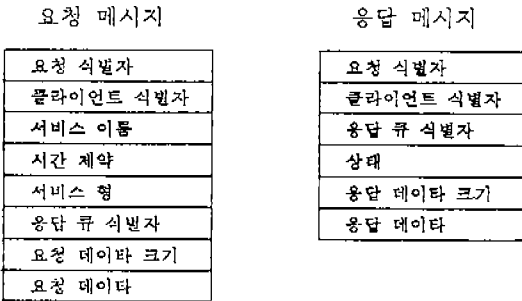 요청 메시지
요청 식별자
클라이언트 식별자
서비스 이름
시간 제약
서비스 형
응답 큐 식별자
요청 데이타 크기
요청 데이타
응답 메시지
요청 식별자
클라이언트 식별자
응답 큐 식별자
상태
응답 데이타 크기
응답 데이타